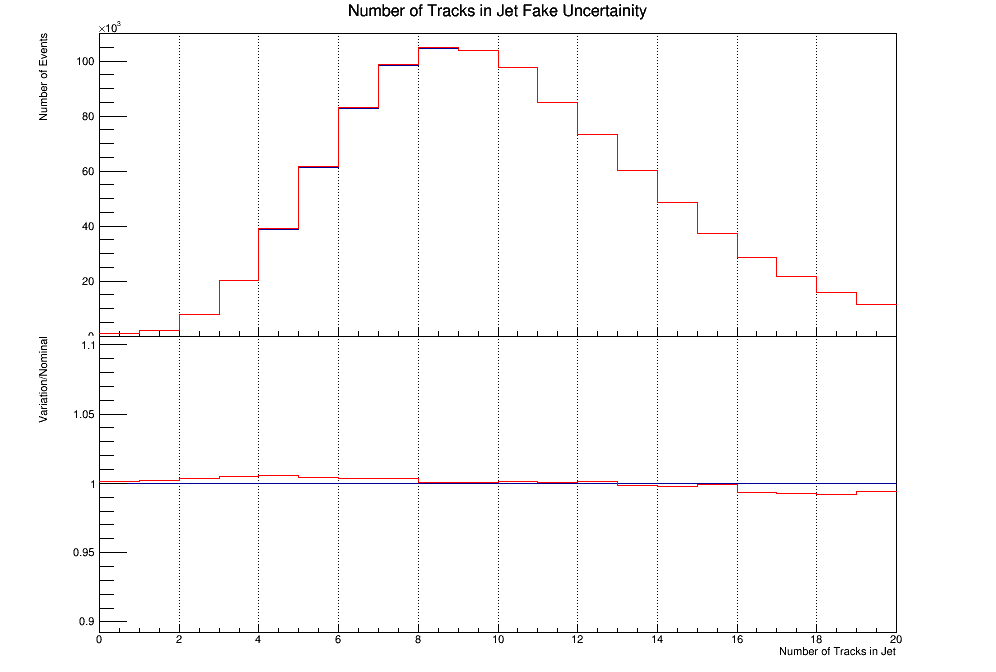 Number of Tracks in Jet Fake Uncertainity
×10³
Number of Events
100
80
60
40
20
0
Variation/Nominal
1.1
1.05
1
0.95
0.9
0 2 4 6 8 10 12 14 16 18 20
Number of Tracks in Jet